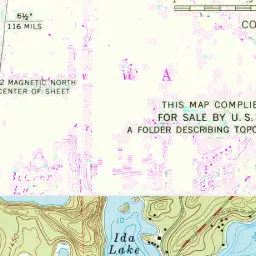 6½°
116 MILS
CO
W A
2 MAGNETIC NORTH
CENTER OF SHEET
THIS MAP COMPLIE
FOR SALE BY U. S.
A FOLDER DESCRIBING TOPO
Ida
Lake